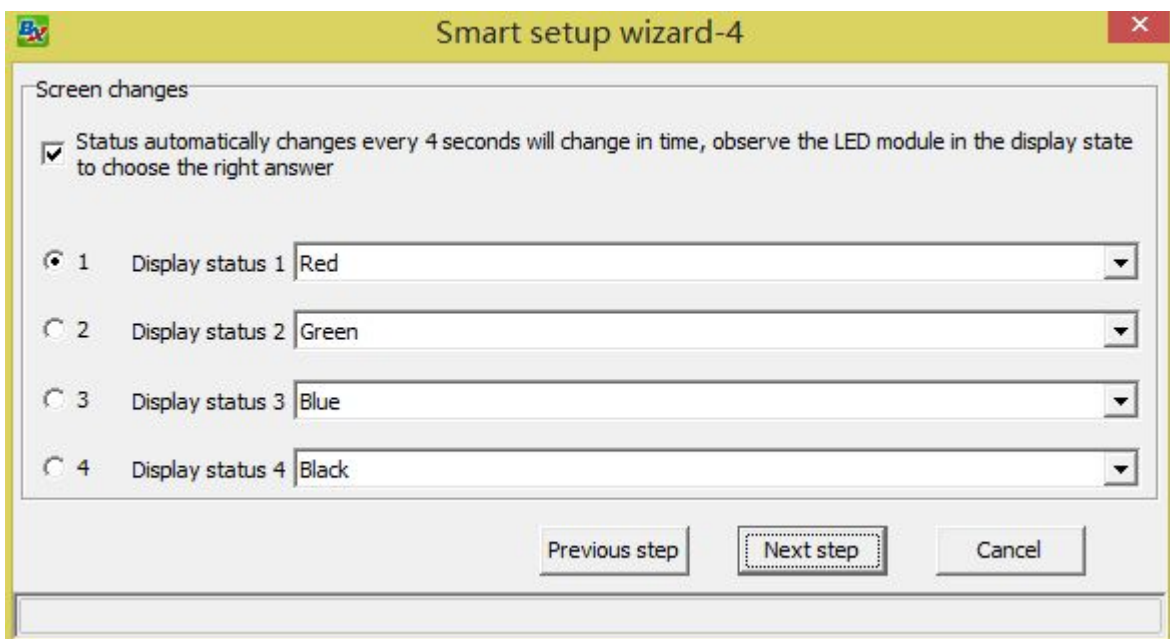 BX
Smart setup wizard-4
Screen changes
Status automatically changes every 4 seconds will change in time, observe the LED module in the display state
to choose the right answer
1 Display status 1 Red
2 Display status 2 Green
3 Display status 3 Blue
4 Display status 4 Black
Previous step Next step Cancel